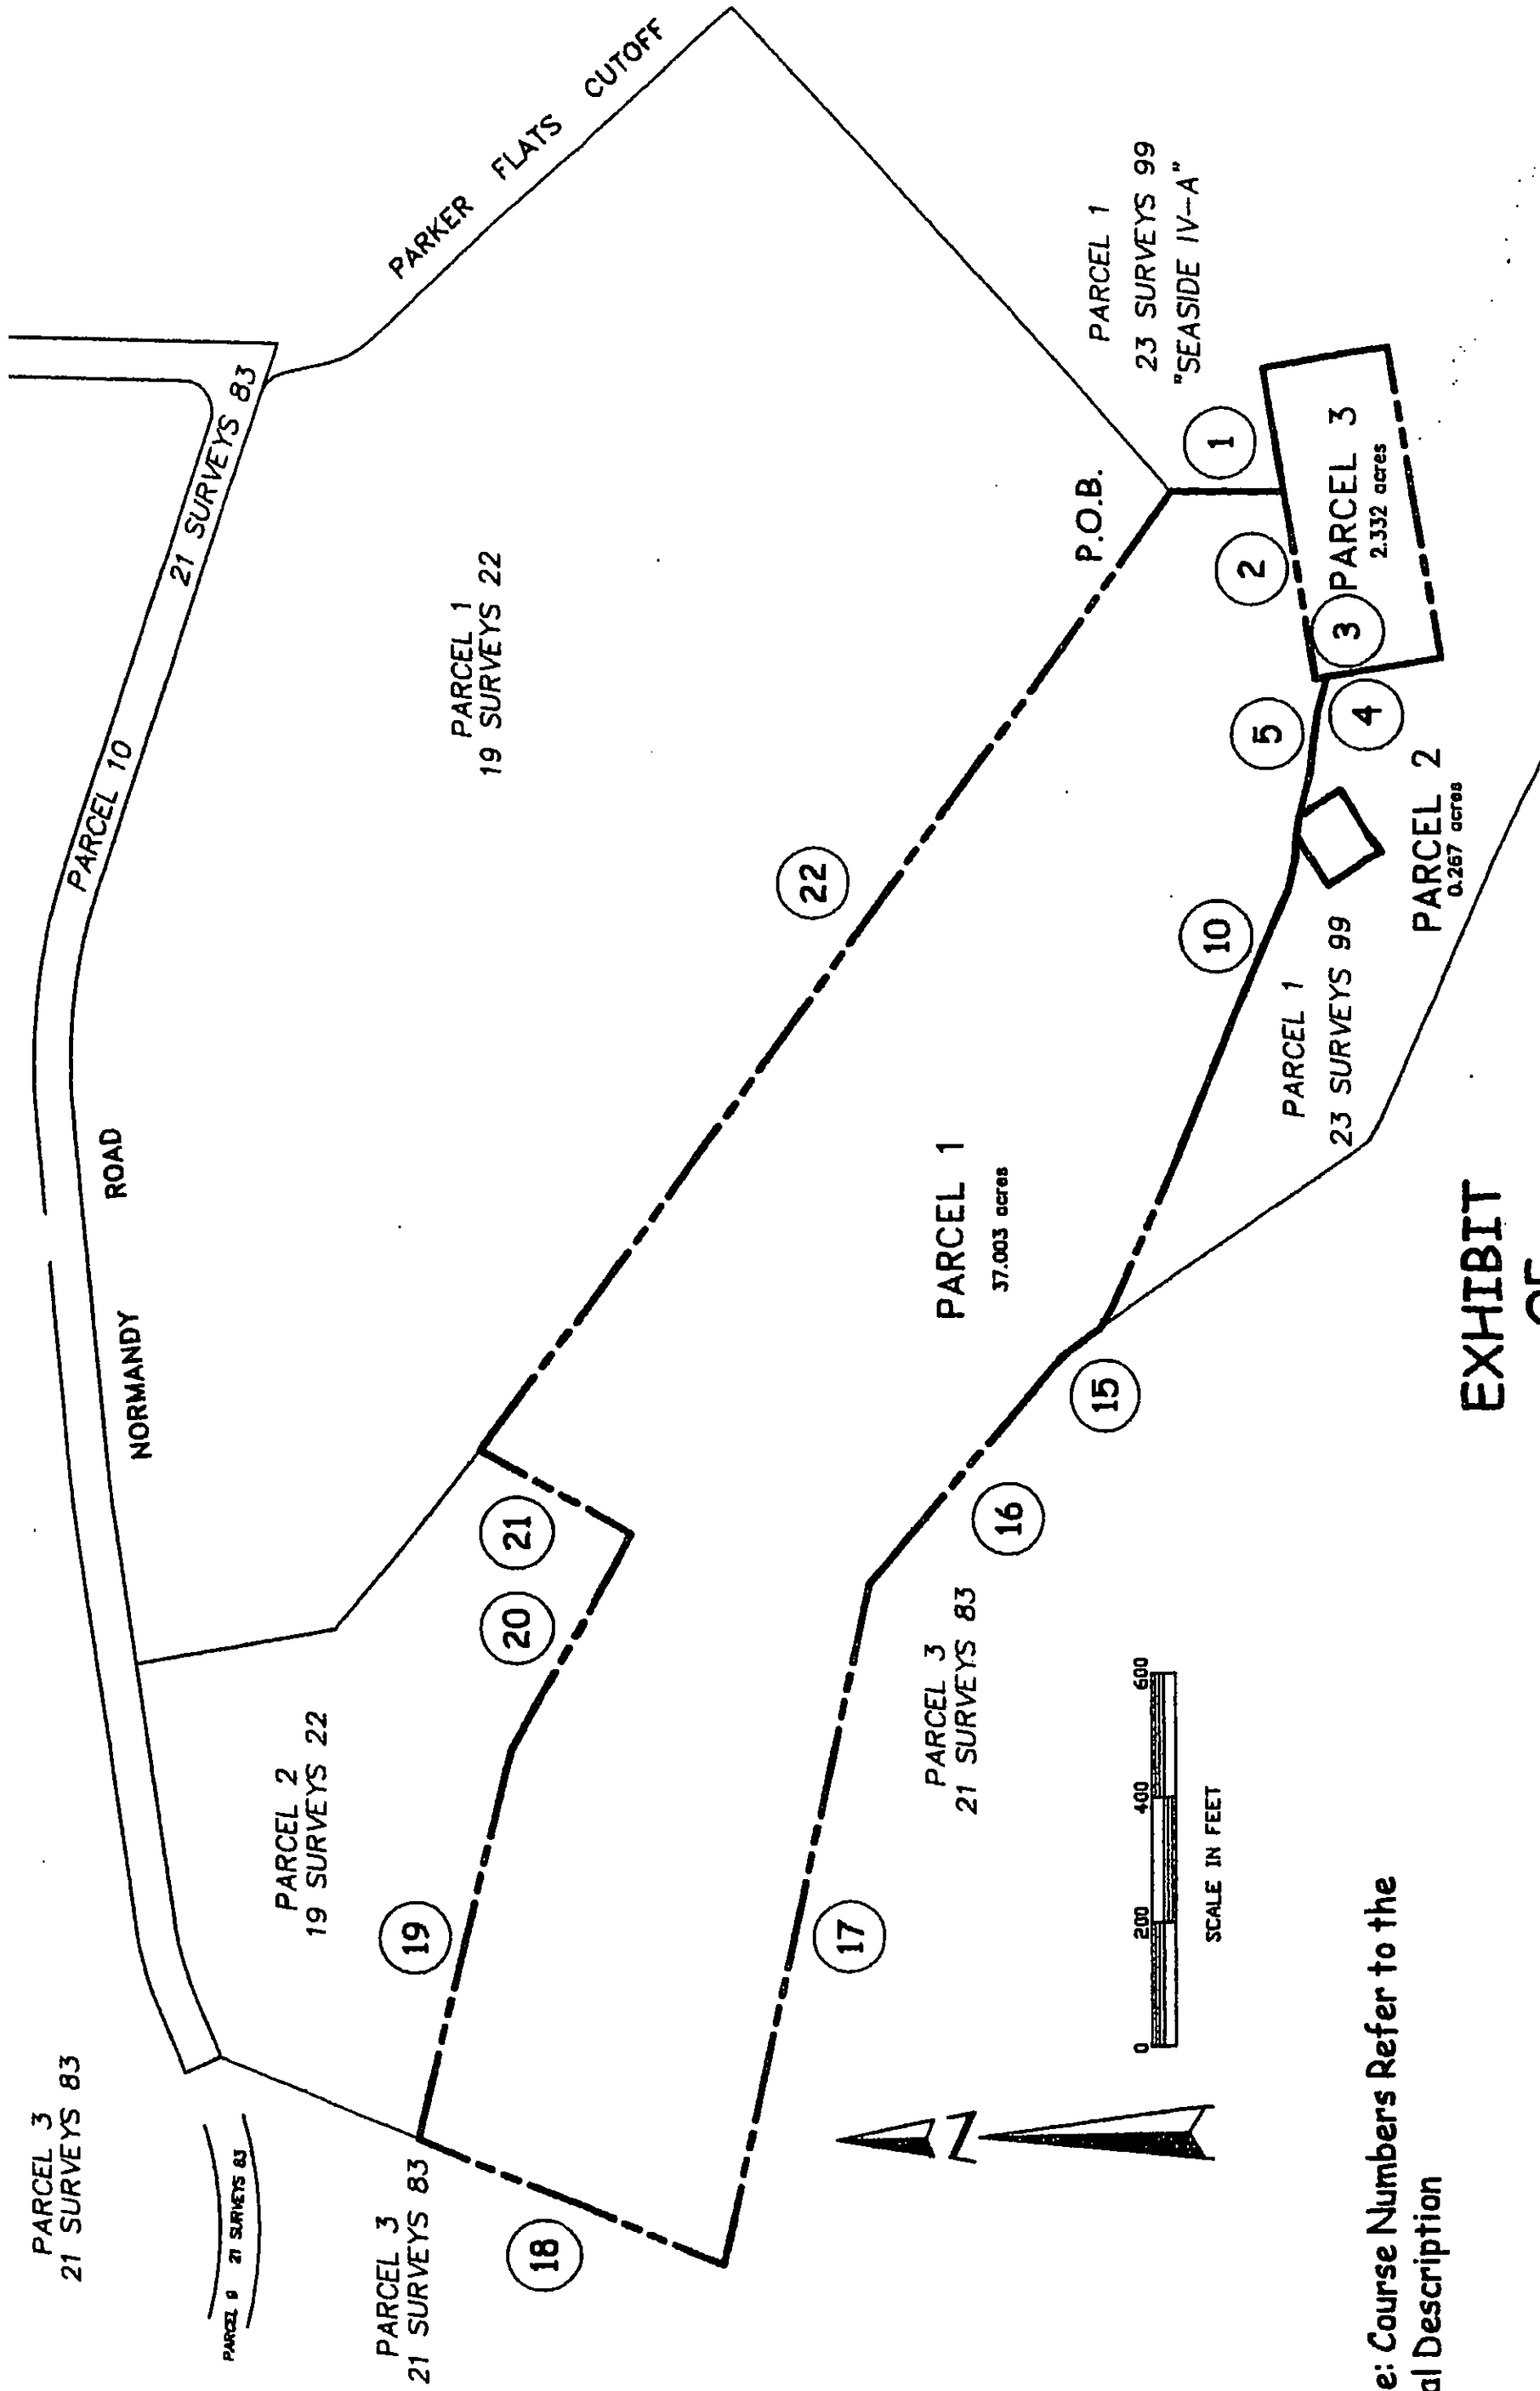 PARCEL 3
21 SURVEYS 83
PARCEL 9 21 SURVEYS 83
PARCEL 3
21 SURVEYS 83
18
19
PARCEL 2
19 SURVEYS 22
20
21
NORMANDY ROAD
PARCEL 10 21 SURVEYS 83
PARCEL 1
19 SURVEYS 22
PARKER FLATS CUTOFF
22
P.O.B.
PARCEL 1
23 SURVEYS 99
"SEASIDE IV-A"
1
2
3
PARCEL 3
2.332 acres
4
5
PARCEL 2
0.267 acres
10
PARCEL 1
23 SURVEYS 99
PARCEL 1
37.003 acres
15
16
17
PARCEL 3
21 SURVEYS 83
0 200 400 600
SCALE IN FEET
N
e: Course Numbers Refer to the
al Description
EXHIBIT